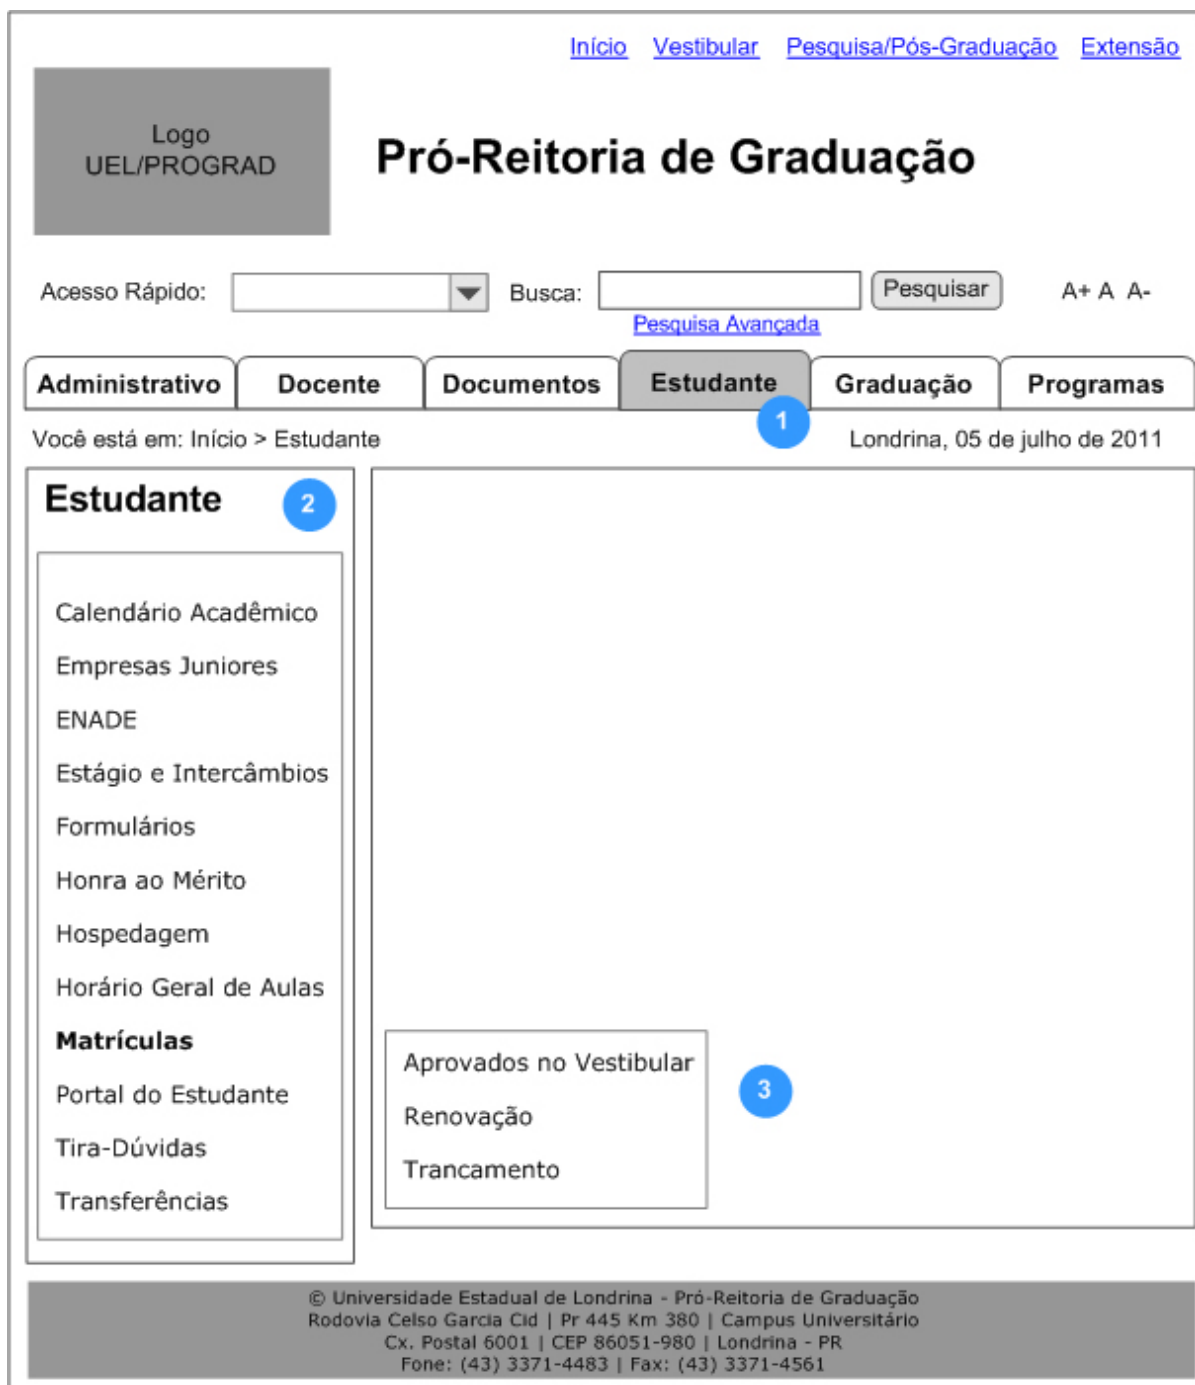 Início Vestibular Pesquisa/Pós-Graduação Extensão
Logo
UEL/PROGRAD
Pró-Reitoria de Graduação
Acesso Rápido: Busca: Pesquisar A+ A A-
Pesquisa Avançada
Administrativo Docente Documentos Estudante Graduação Programas
1
Você está em: Início > Estudante Londrina, 05 de julho de 2011
Estudante 2
Calendário Acadêmico
Empresas Juniores
ENADE
Estágio e Intercâmbios
Formulários
Honra ao Mérito
Hospedagem
Horário Geral de Aulas
Matrículas
Portal do Estudante
Tira-Dúvidas
Transferências
Aprovados no Vestibular
Renovação
Trancamento
3
© Universidade Estadual de Londrina - Pró-Reitoria de Graduação
Rodovia Celso Garcia Cid | Pr 445 Km 380 | Campus Universitário
Cx. Postal 6001 | CEP 86051-980 | Londrina - PR
Fone: (43) 3371-4483 | Fax: (43) 3371-4561